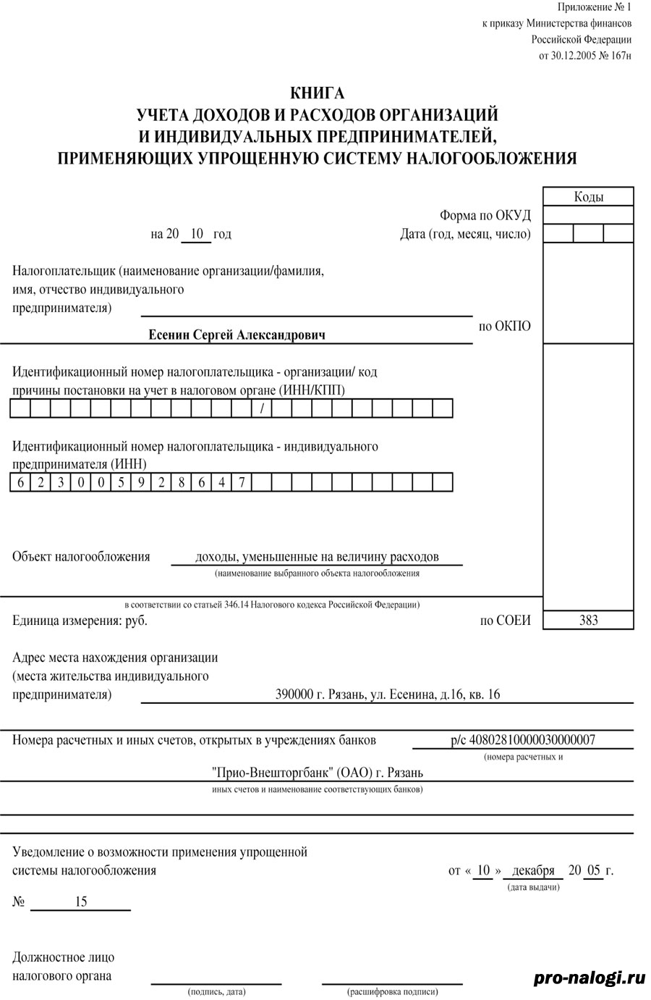 Приложение № 1
к приказу Министерства финансов
Российской Федерации
от 30.12.2005 № 167н
КНИГА
УЧЕТА ДОХОДОВ И РАСХОДОВ ОРГАНИЗАЦИЙ
И ИНДИВИДУАЛЬНЫХ ПРЕДПРИНИМАТЕЛЕЙ,
ПРИМЕНЯЮЩИХ УПРОЩЕННУЮ СИСТЕМУ НАЛОГООБЛОЖЕНИЯ
Коды
Форма по ОКУД
на 20 10 год Дата (год, месяц, число)
Налогоплательщик (наименование организации/фамилия,
имя, отчество индивидуального
предпринимателя)
по ОКПО
Есенин Сергей Александрович
Идентификационный номер налогоплательщика - организации/ код
причины постановки на учет в налоговом органе (ИНН/КПП)
/
Идентификационный номер налогоплательщика - индивидуального
предпринимателя (ИНН)
6 2 3 0 0 5 9 2 8 6 4 7
Объект налогообложения доходы, уменьшенные на величину расходов
(наименование выбранного объекта налогообложения
в соответствии со статьей 346.14 Налогового кодекса Российской Федерации)
Единица измерения: руб. по СОЕИ 383
Адрес места нахождения организации
(места жительства индивидуального
предпринимателя) 390000 г. Рязань, ул. Есенина, д.16, кв. 16
Номера расчетных и иных счетов, открытых в учреждениях банков р/с 40802810000030000007
(номера расчетных и
"Прио-Внешторгбанк" (ОАО) г. Рязань
иных счетов и наименование соответствующих банков)
Уведомление о возможности применения упрощенной
системы налогообложения от « 10 » декабря 20 05 г.
(дата выдачи)
№ 15
Должностное лицо
налогового органа
(подпись, дата) (расшифровка подписи)
pro-nalogi.ru